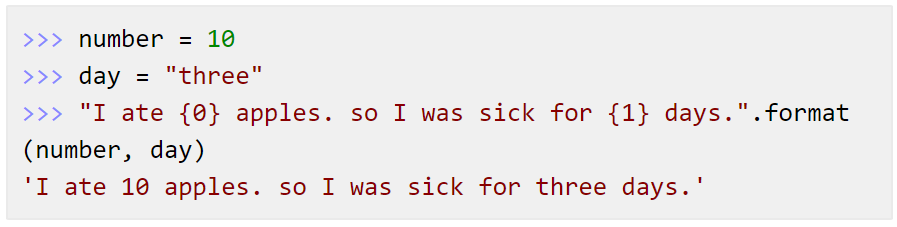 >>> number = 10
>>> day = "three"
>>> "I ate {0} apples. so I was sick for {1} days.".format
(number, day)
'I ate 10 apples. so I was sick for three days.'